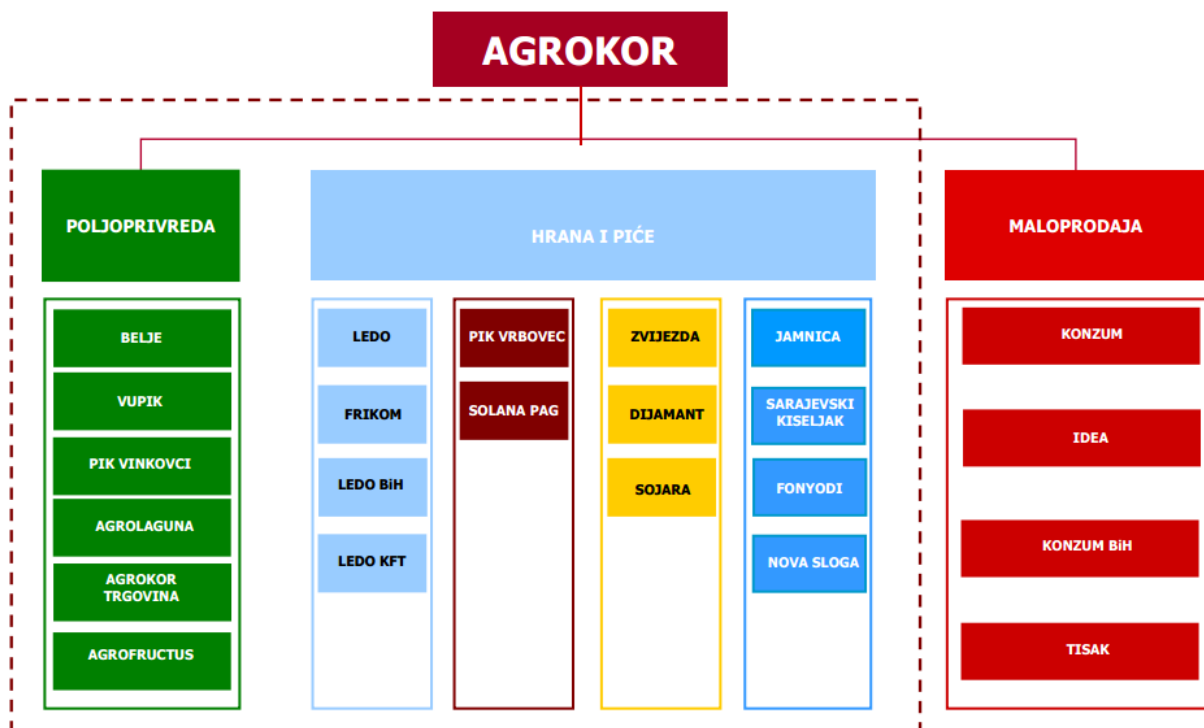 AGROKOR
POLJOPRIVREDA
HRANA I PIĆE
MALOPRODAJA
BELJE
VUPIK
PIK VINKOVCI
AGROLAGUNA
AGROKOR
TRGOVINA
AGROFRUCTUS
LEDO
FRIKOM
LEDO BiH
LEDO KFT
PIK VRBOVEC
SOLANA PAG
ZVIJEZDA
DIJAMANT
SOJARA
JAMNICA
SARAJEVSKI
KISELJAK
FONYODI
NOVA SLOGA
KONZUM
IDEA
KONZUM BiH
TISAK